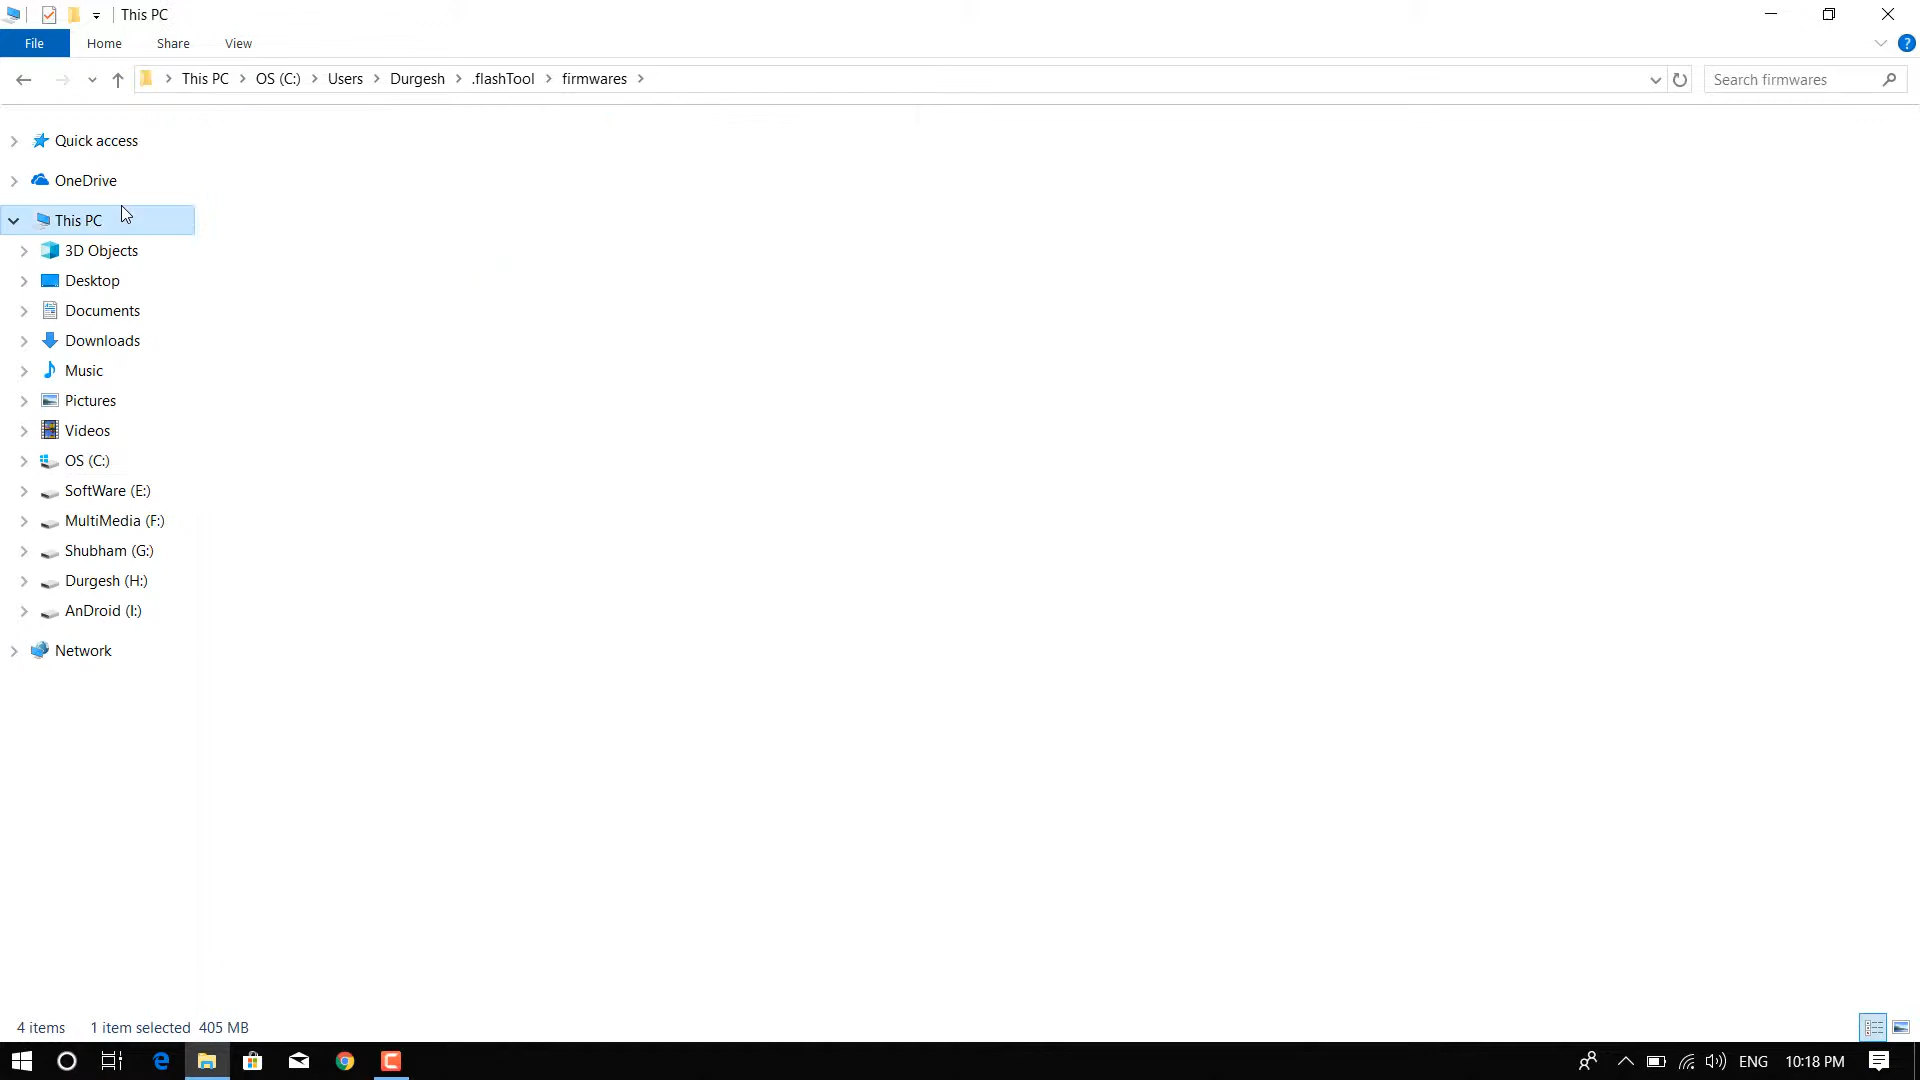 This PC
File Home Share View
This PC OS (C:) Users Durgesh .flashTool firmwares Search firmwares
Quick access
OneDrive
This PC
3D Objects
Desktop
Documents
Downloads
Music
Pictures
Videos
OS (C:)
SoftWare (E:)
MultiMedia (F:)
Shubham (G:)
Durgesh (H:)
AnDroid (I:)
Network
4 items 1 item selected 405 MB
ENG 10:18 PM